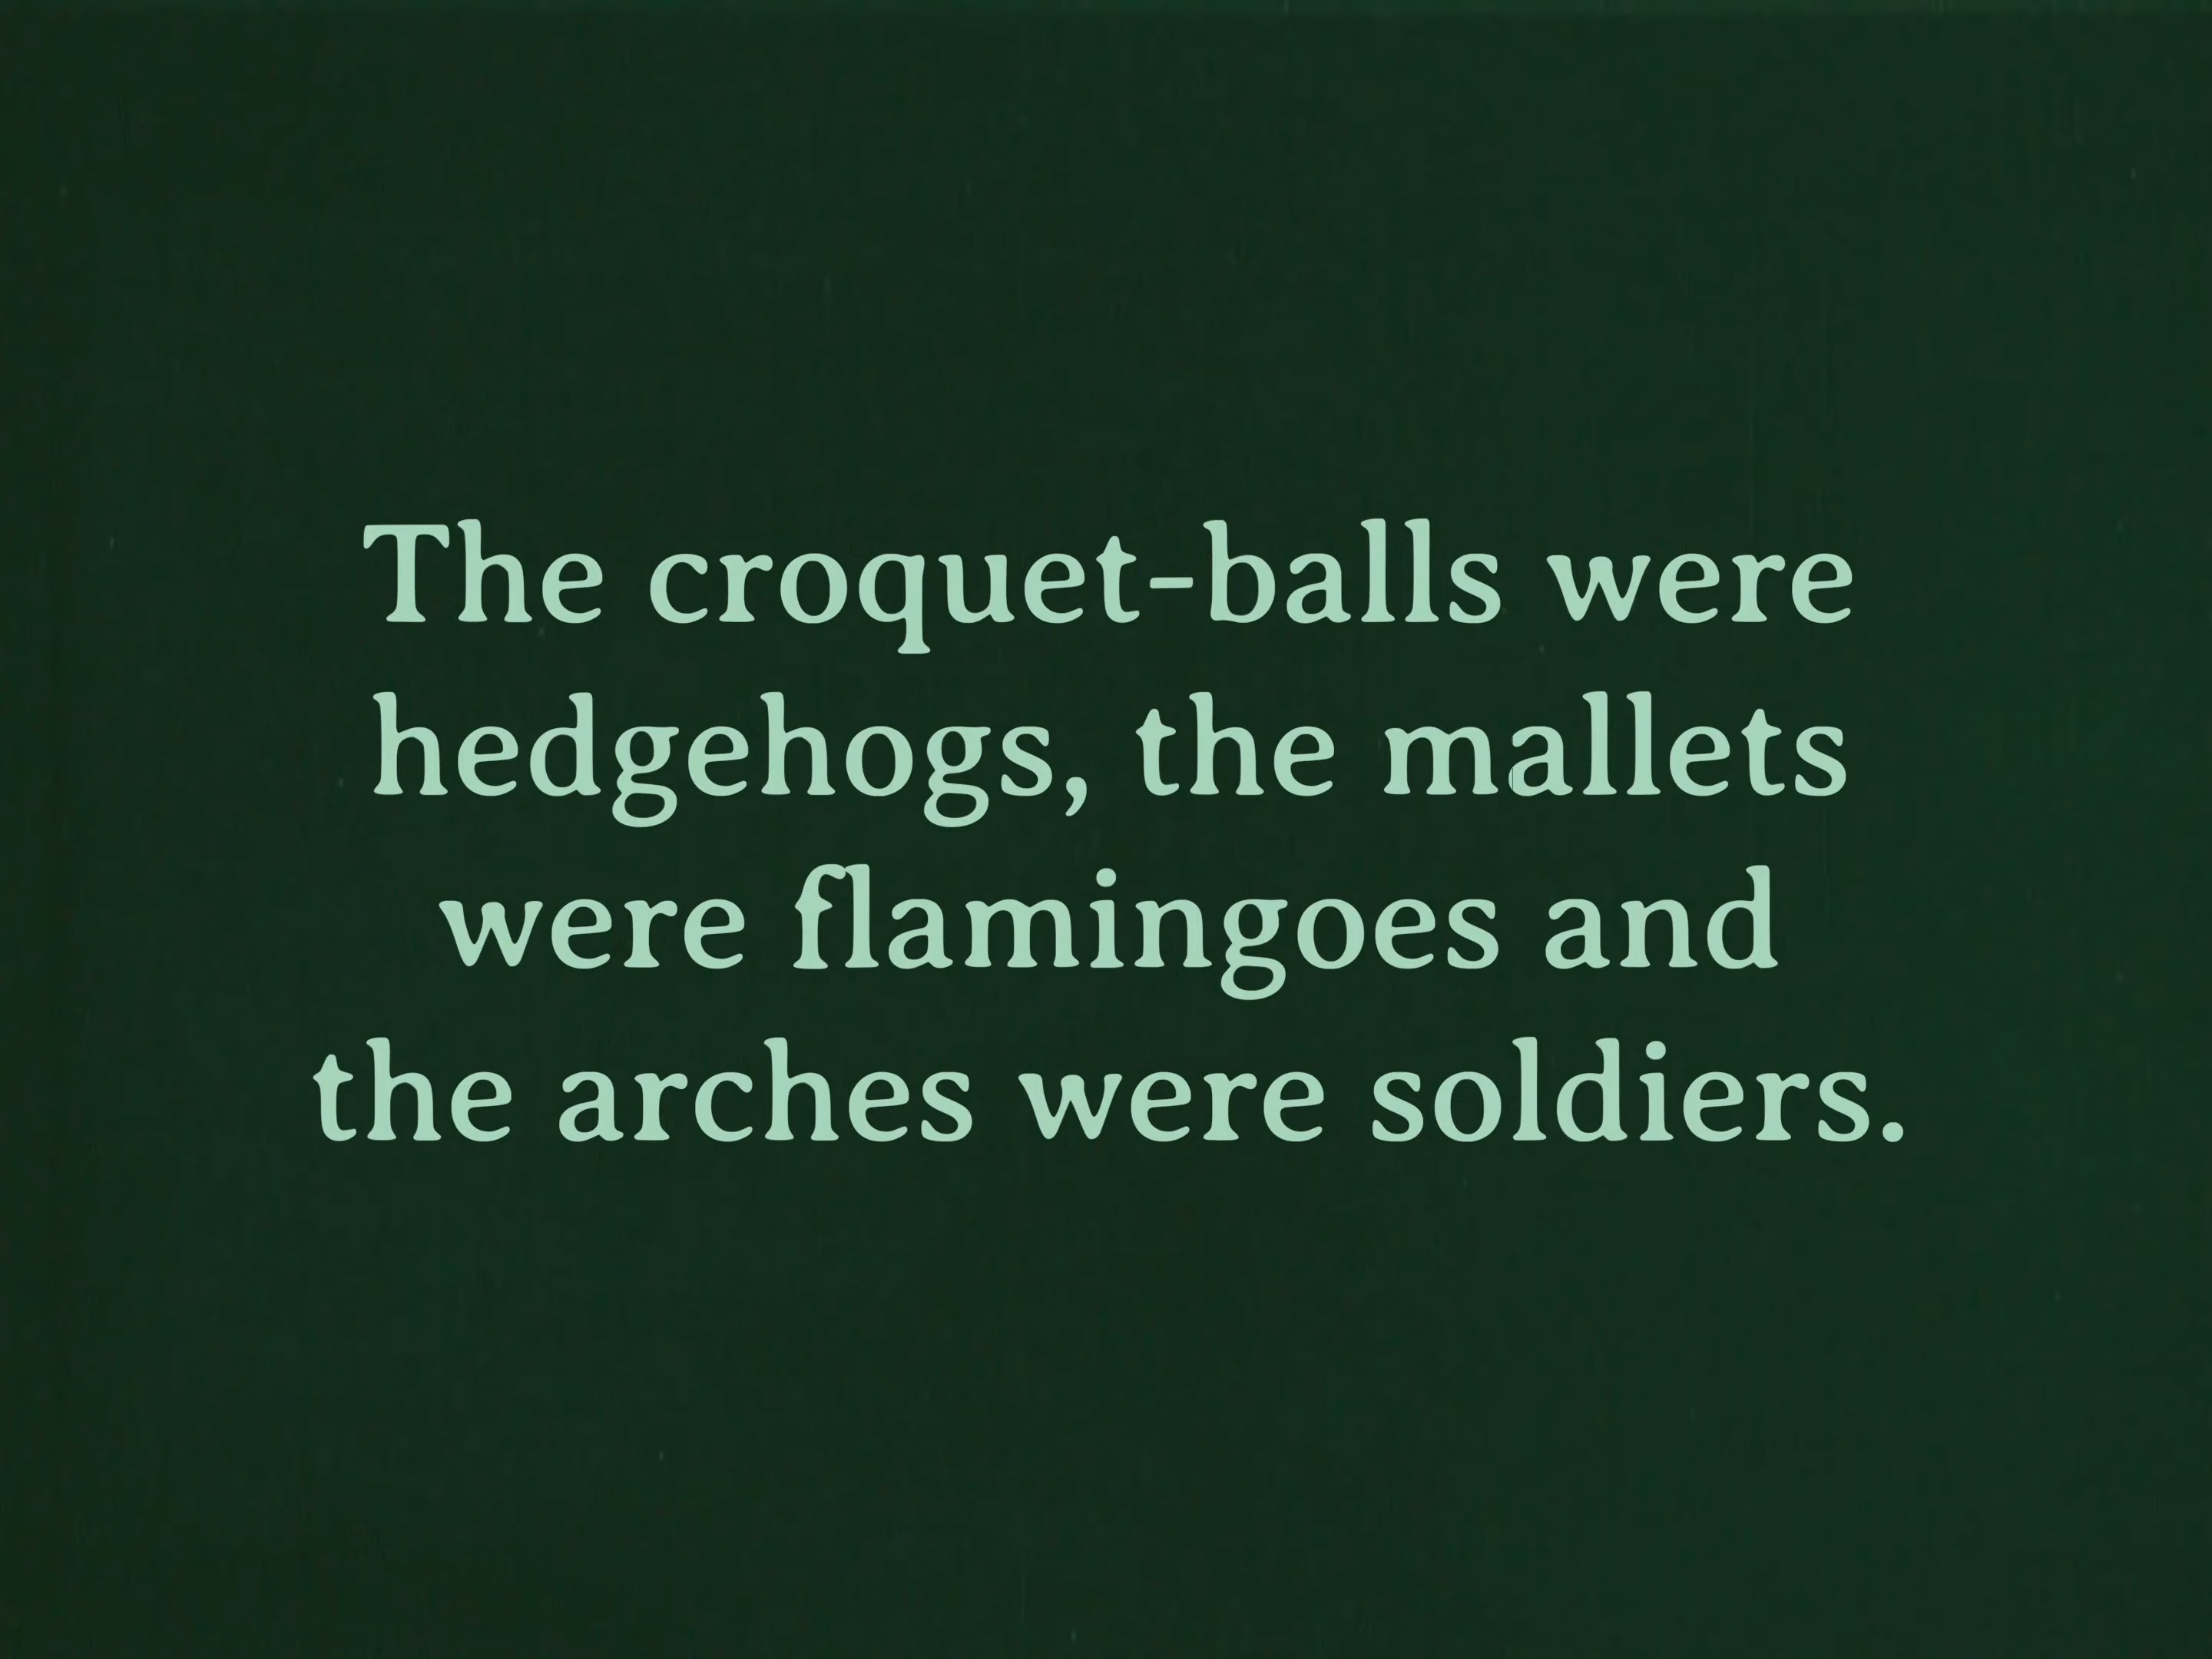 The croquet-balls were
hedgehogs, the mallets
were flamingoes and
the arches were soldiers.